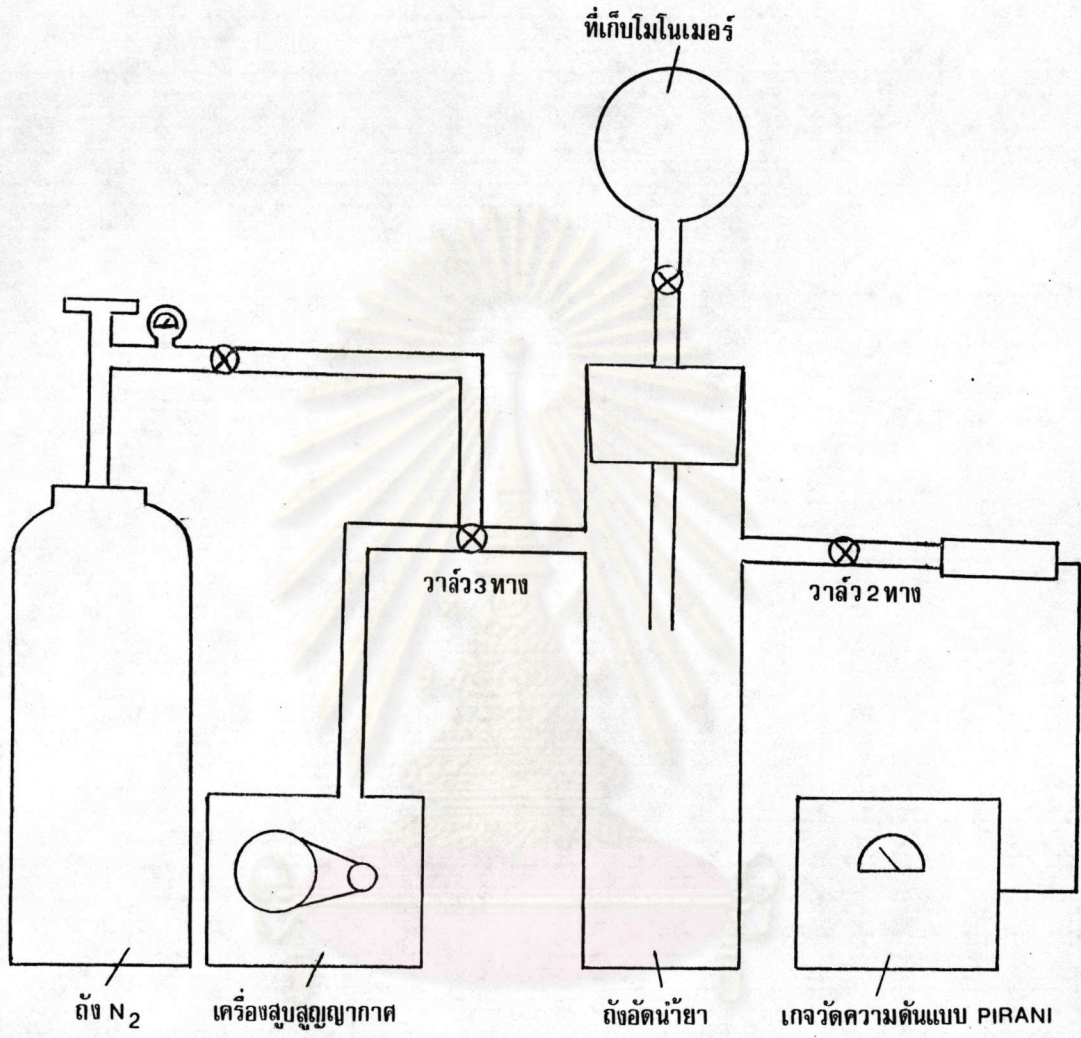 ที่เก็บโมโนเมอร์
วาล์ว3ทาง
วาล์ว2ทาง
ถัง N2
เครื่องสูบสูญญากาศ
ถังอัดน้ำยา
เกจวัดความดันแบบ PIRANI